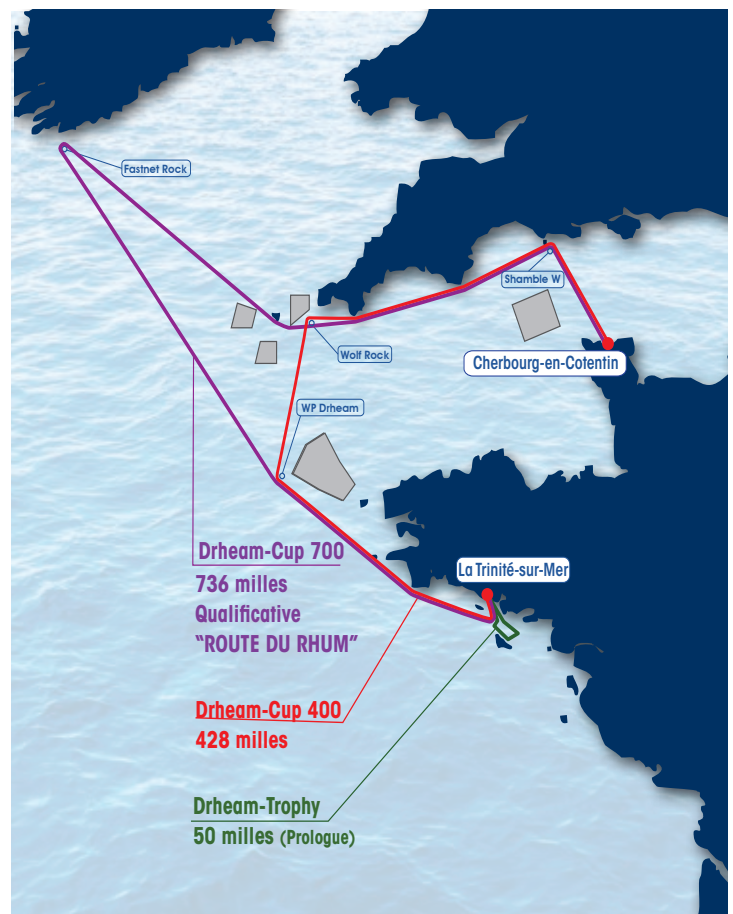 Fastnet Rock
Shamble W
Wolf Rock
Cherbourg-en-Cotentin
WP Drheam
Drheam-Cup 700
736 milles
Qualificative
“ROUTE DU RHUM”
La Trinité-sur-Mer
Drheam-Cup 400
428 milles
Drheam-Trophy
50 milles (Prologue)